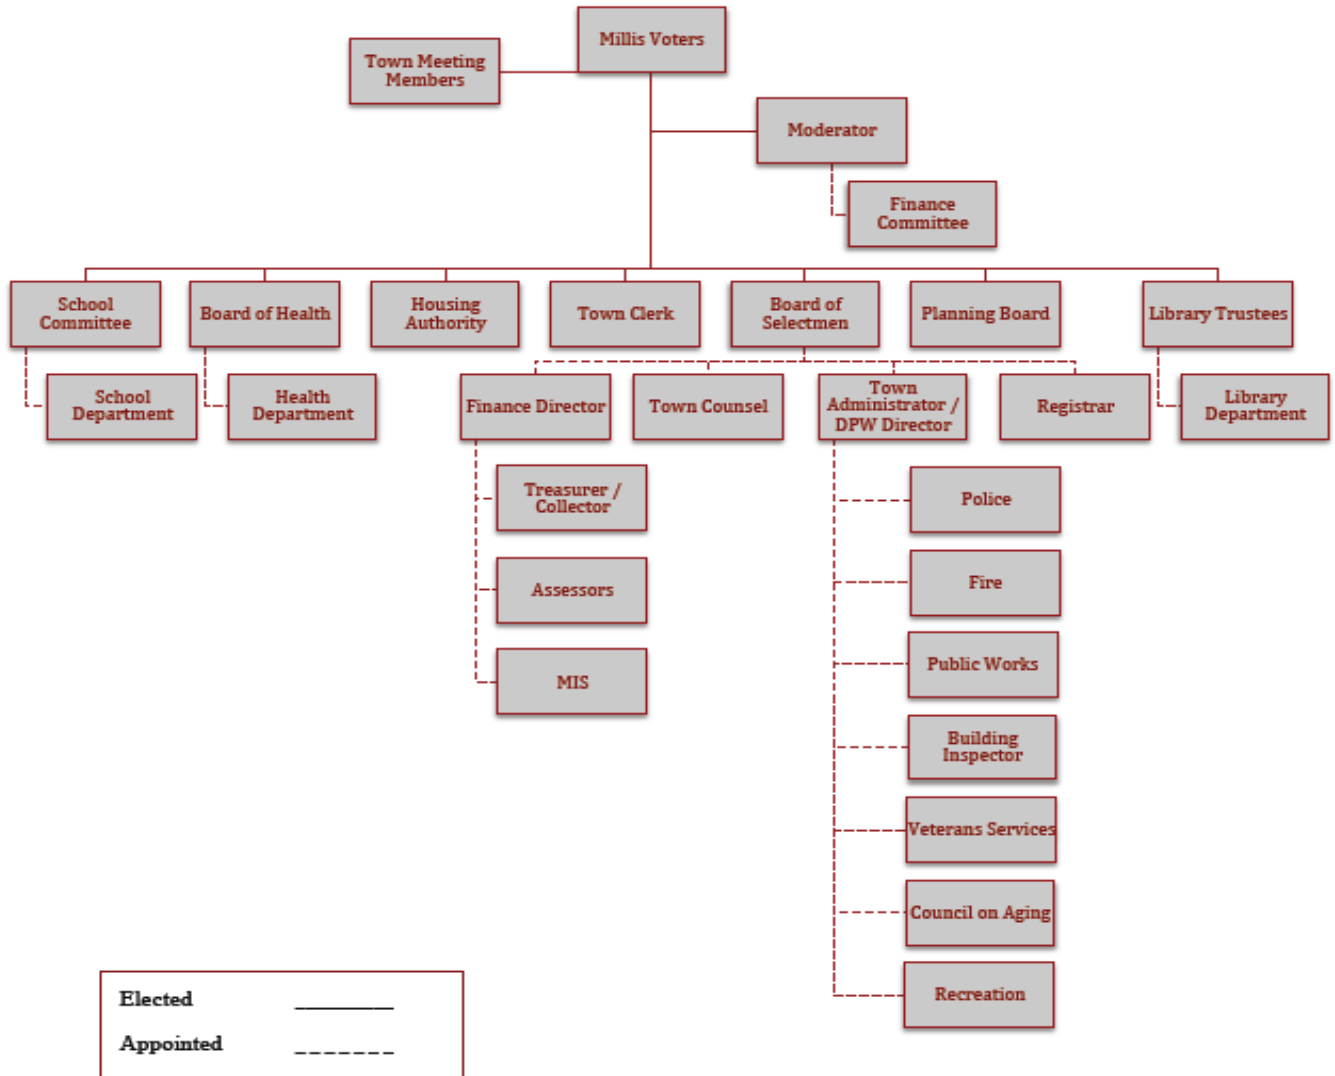 Millis Voters
Town Meeting
Members
Moderator
Finance
Committee
School
Committee
Board of Health
Housing
Authority
Town Clerk
Board of
Selectmen
Planning Board
Library Trustees
School
Department
Health
Department
Finance Director
Town Counsel
Town
Administrator /
DPW Director
Registrar
Library
Department
Treasurer /
Collector
Assessors
MIS
Police
Fire
Public Works
Building
Inspector
Veterans Services
Council on Aging
Recreation
Elected __________
Appointed _ _ _ _ _ _ _